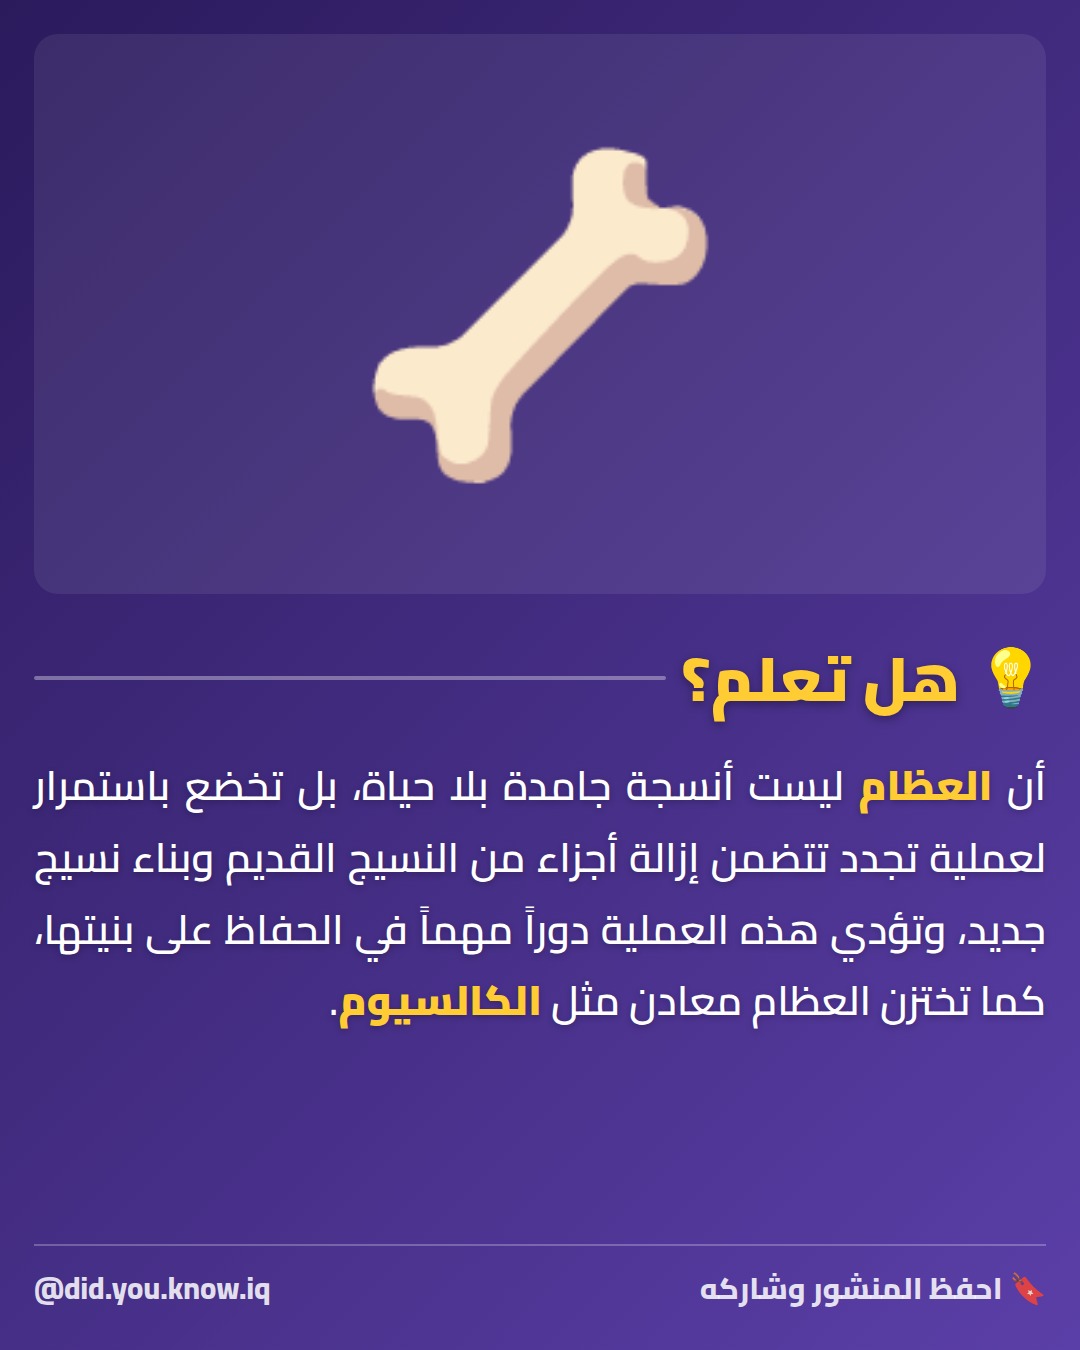 💡 هل تعلم؟
أن العظام ليست أنسجة جامدة بلا حياة، بل تخضع باستمرار
لعملية تجدد تتضمن إزالة أجزاء من النسيج القديم وبناء نسيج
جديد، وتؤدي هذه العملية دوراً مهماً في الحفاظ على بنيتها،
كما تختزن العظام معادن مثل الكالسيوم.
🔖 احفظ المنشور وشاركه
@did.you.know.iq